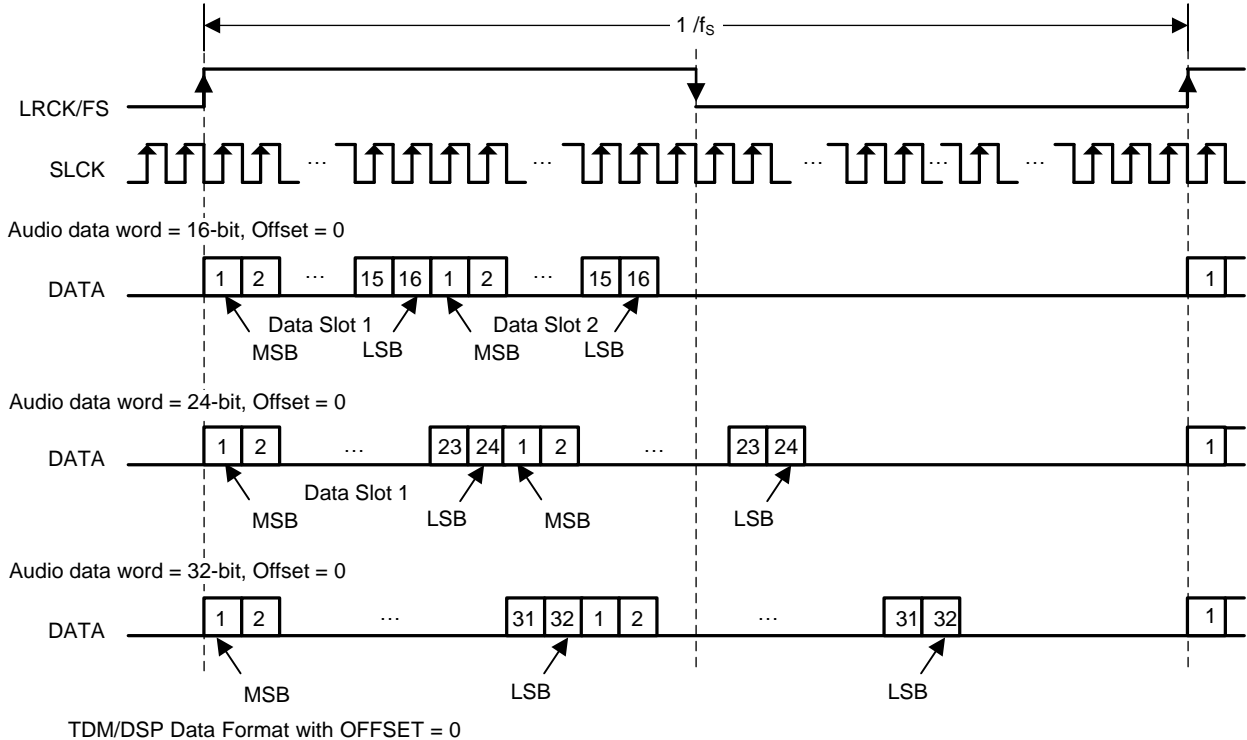 1 /fS
LRCK/FS
SLCK
... ... ... ... ...
Audio data word = 16-bit, Offset = 0
DATA 1 2 ... 15 16 1 2 ... 15 16 1
Data Slot 1 Data Slot 2
MSB LSB MSB LSB
Audio data word = 24-bit, Offset = 0
DATA 1 2 ... 23 24 1 2 ... 23 24 1
Data Slot 1
MSB LSB MSB LSB
Audio data word = 32-bit, Offset = 0
DATA 1 2 ... 31 32 1 2 ... 31 32 1
MSB LSB LSB
TDM/DSP Data Format with OFFSET = 0